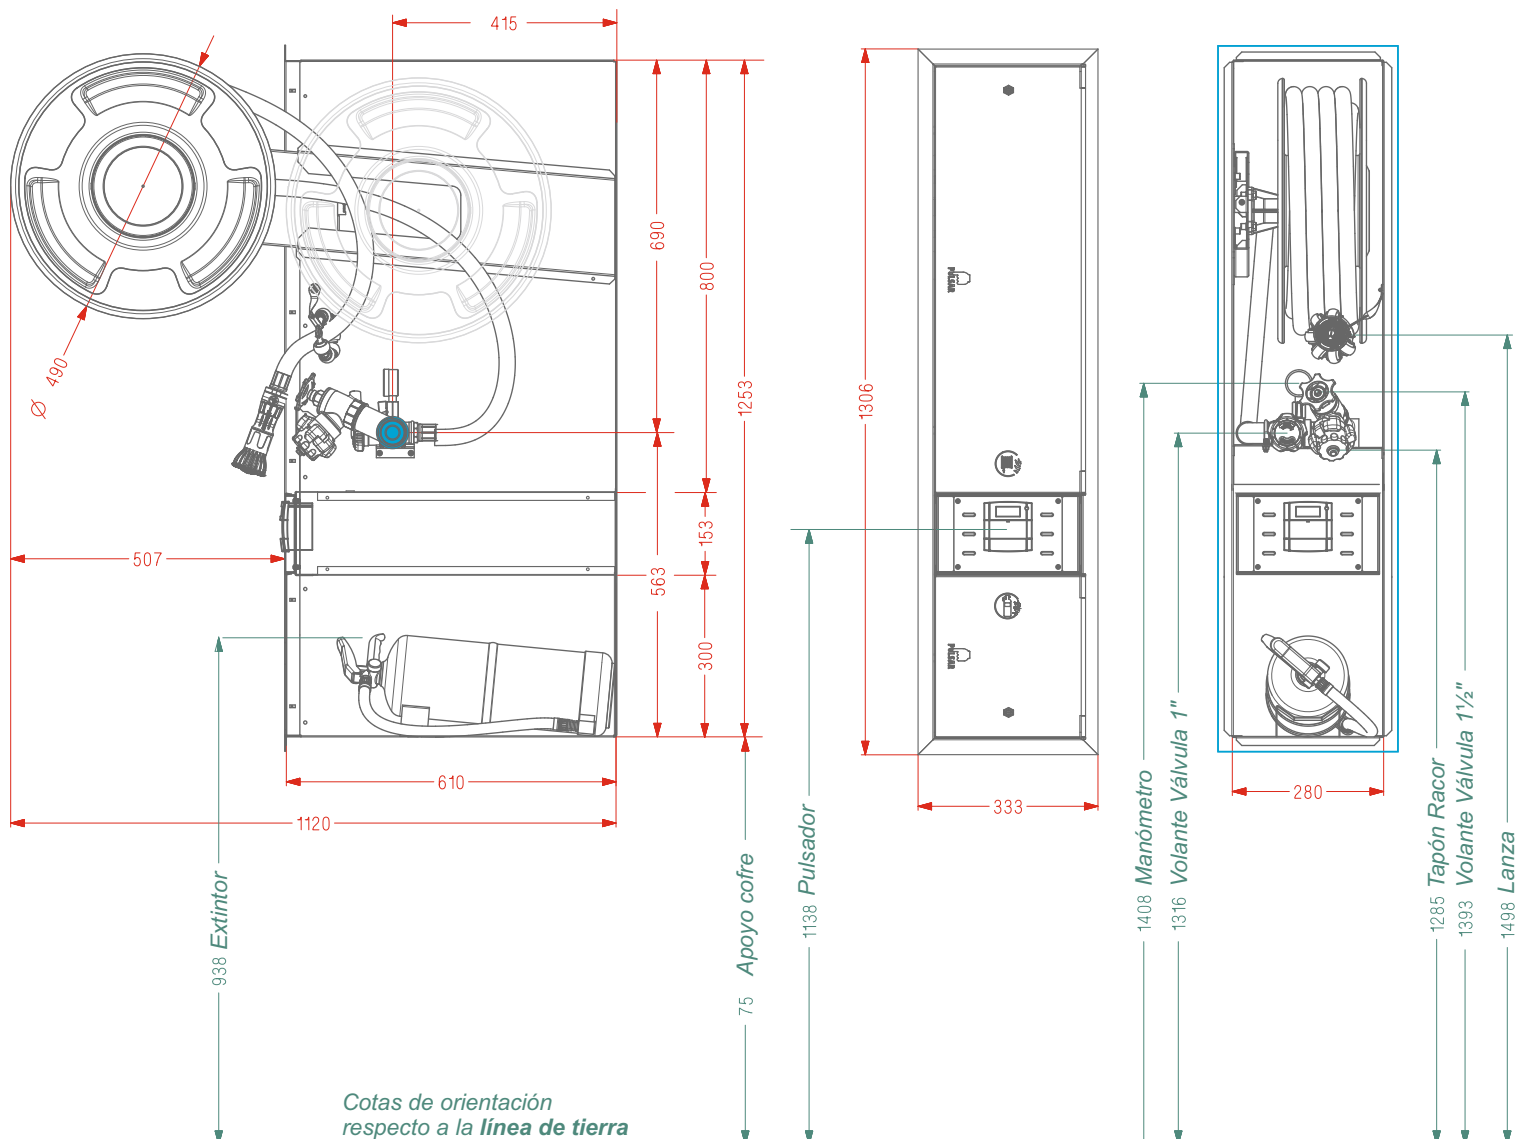 415
Ø 490
690
800
1253
153
563
300
507
610
1120
1306
PULSAR
PULSAR
333
280
938 Extintor
75 Apoyo cofre
1138 Pulsador
1408 Manómetro
1316 Volante Válvula 1"
1285 Tapón Racor
1393 Volante Válvula 1½"
1498 Lanza
Cotas de orientación
respecto a la línea de tierra